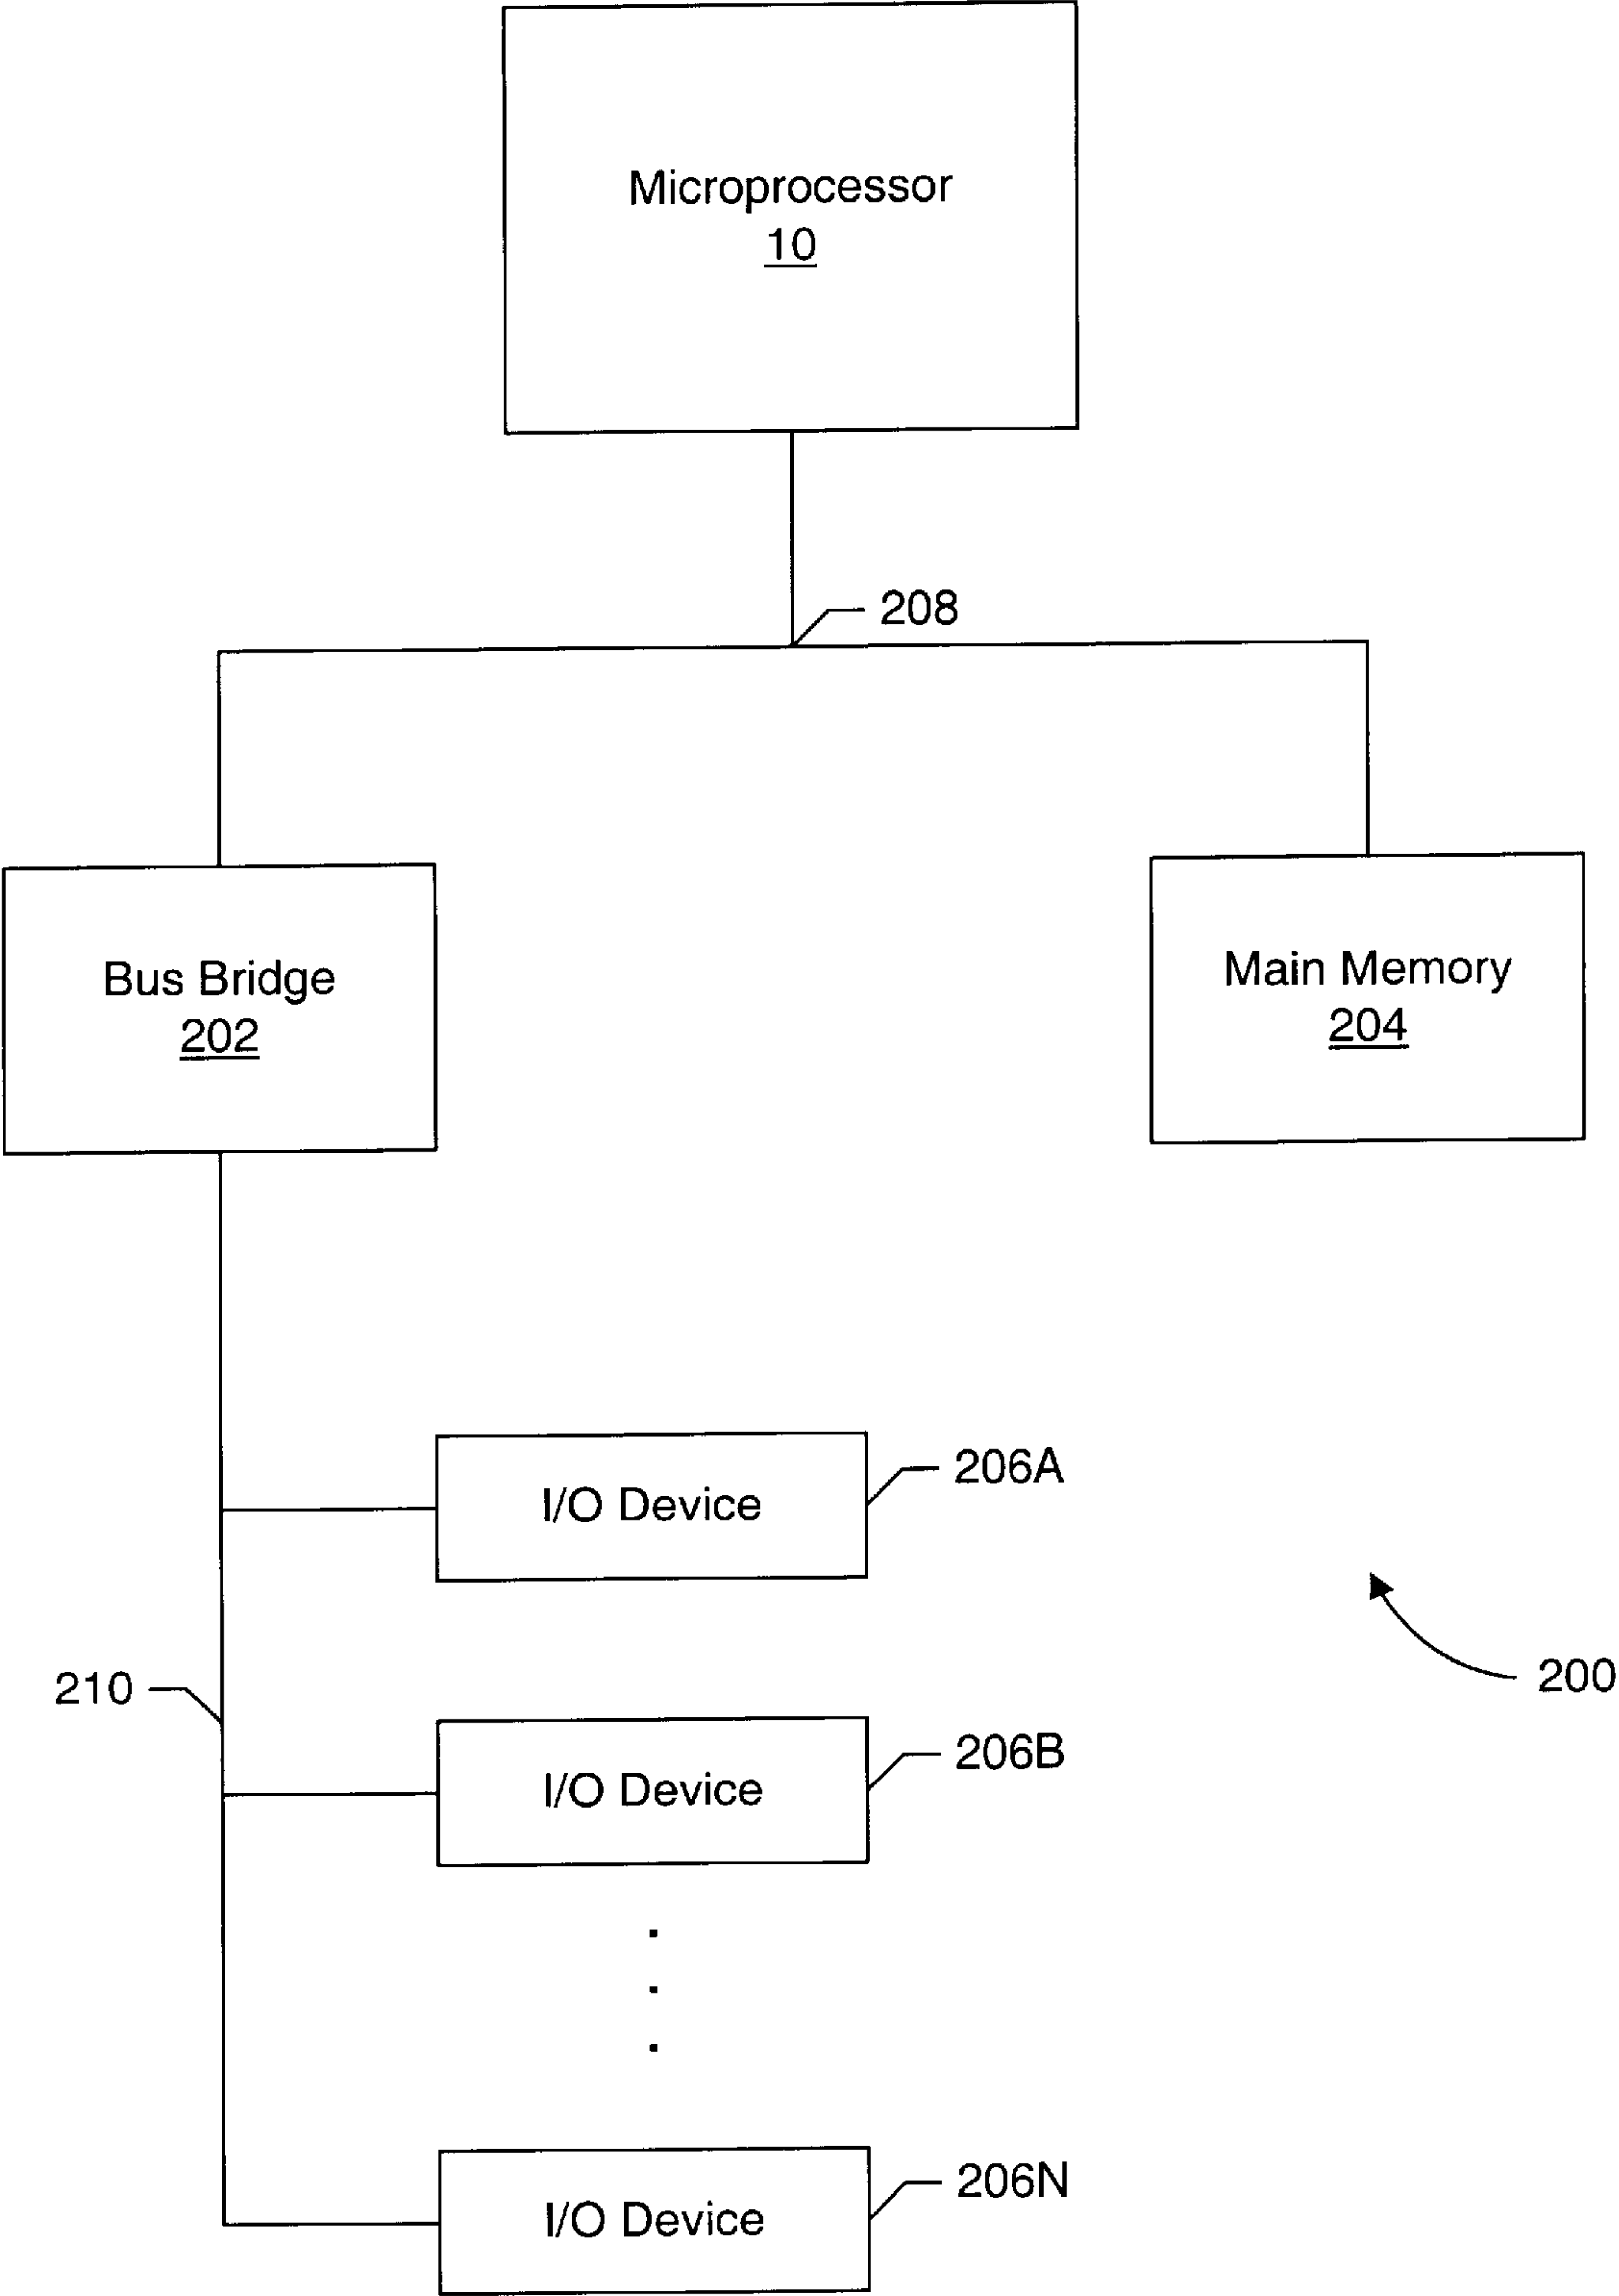 Microprocessor
10
208
Bus Bridge
202
Main Memory
204
I/O Device
206A
210
200
I/O Device
206B
I/O Device
206N